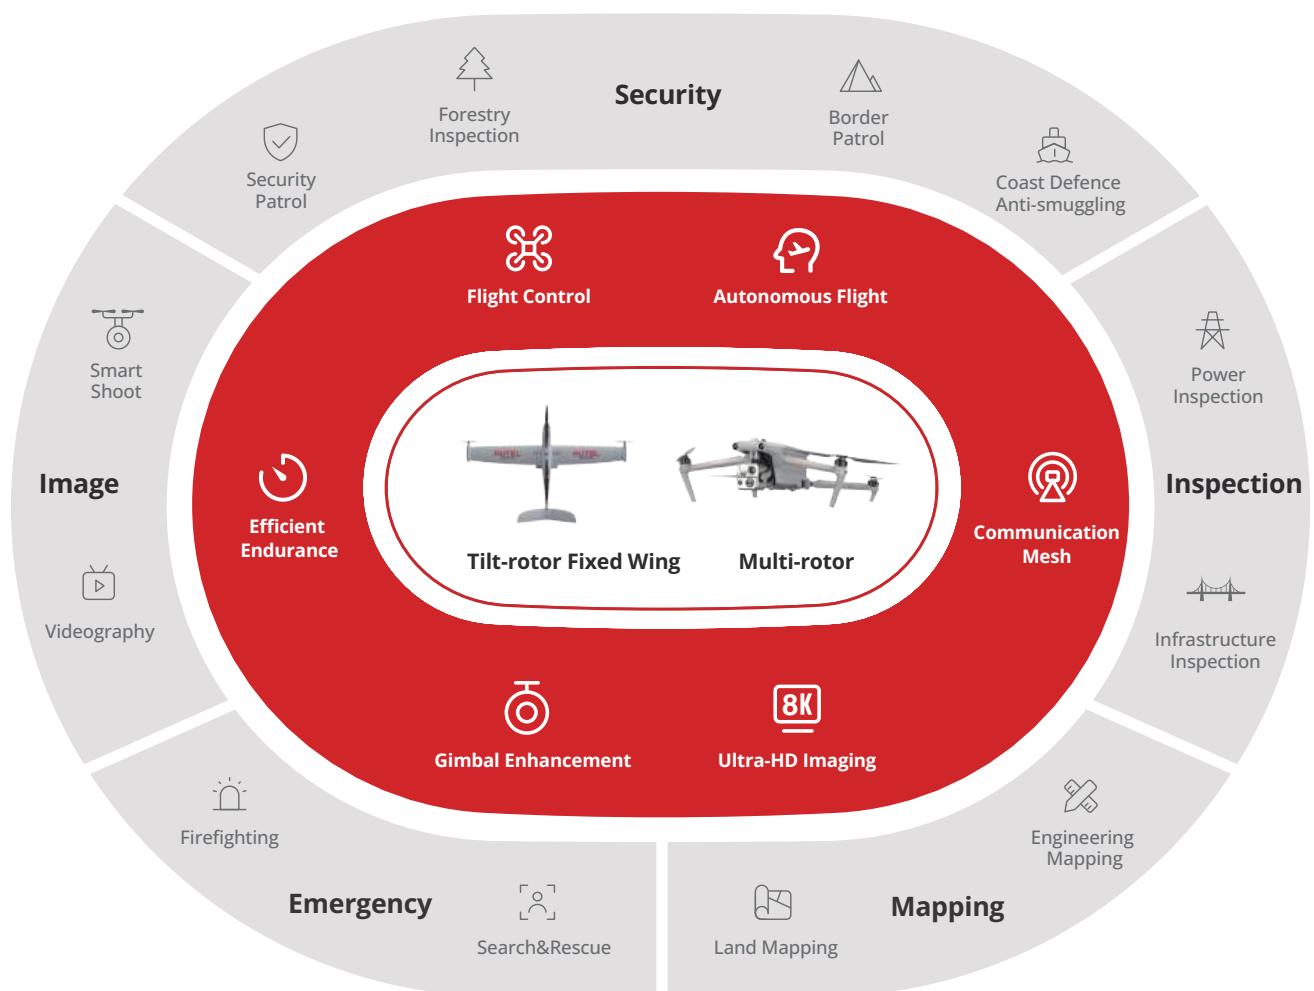 Security
Forestry
Inspection
Border
Patrol
Security
Patrol
Coast Defence
Anti-smuggling
Flight Control
Autonomous Flight
Smart
Shoot
Power
Inspection
AUTEL
AUTEL
Image
Inspection
Efficient
Endurance
Communication
Mesh
Tilt-rotor Fixed Wing
Multi-rotor
Videography
Infrastructure
Inspection
8K
Gimbal Enhancement
Ultra-HD Imaging
Firefighting
Engineering
Mapping
Emergency
Mapping
Search&Rescue
Land Mapping